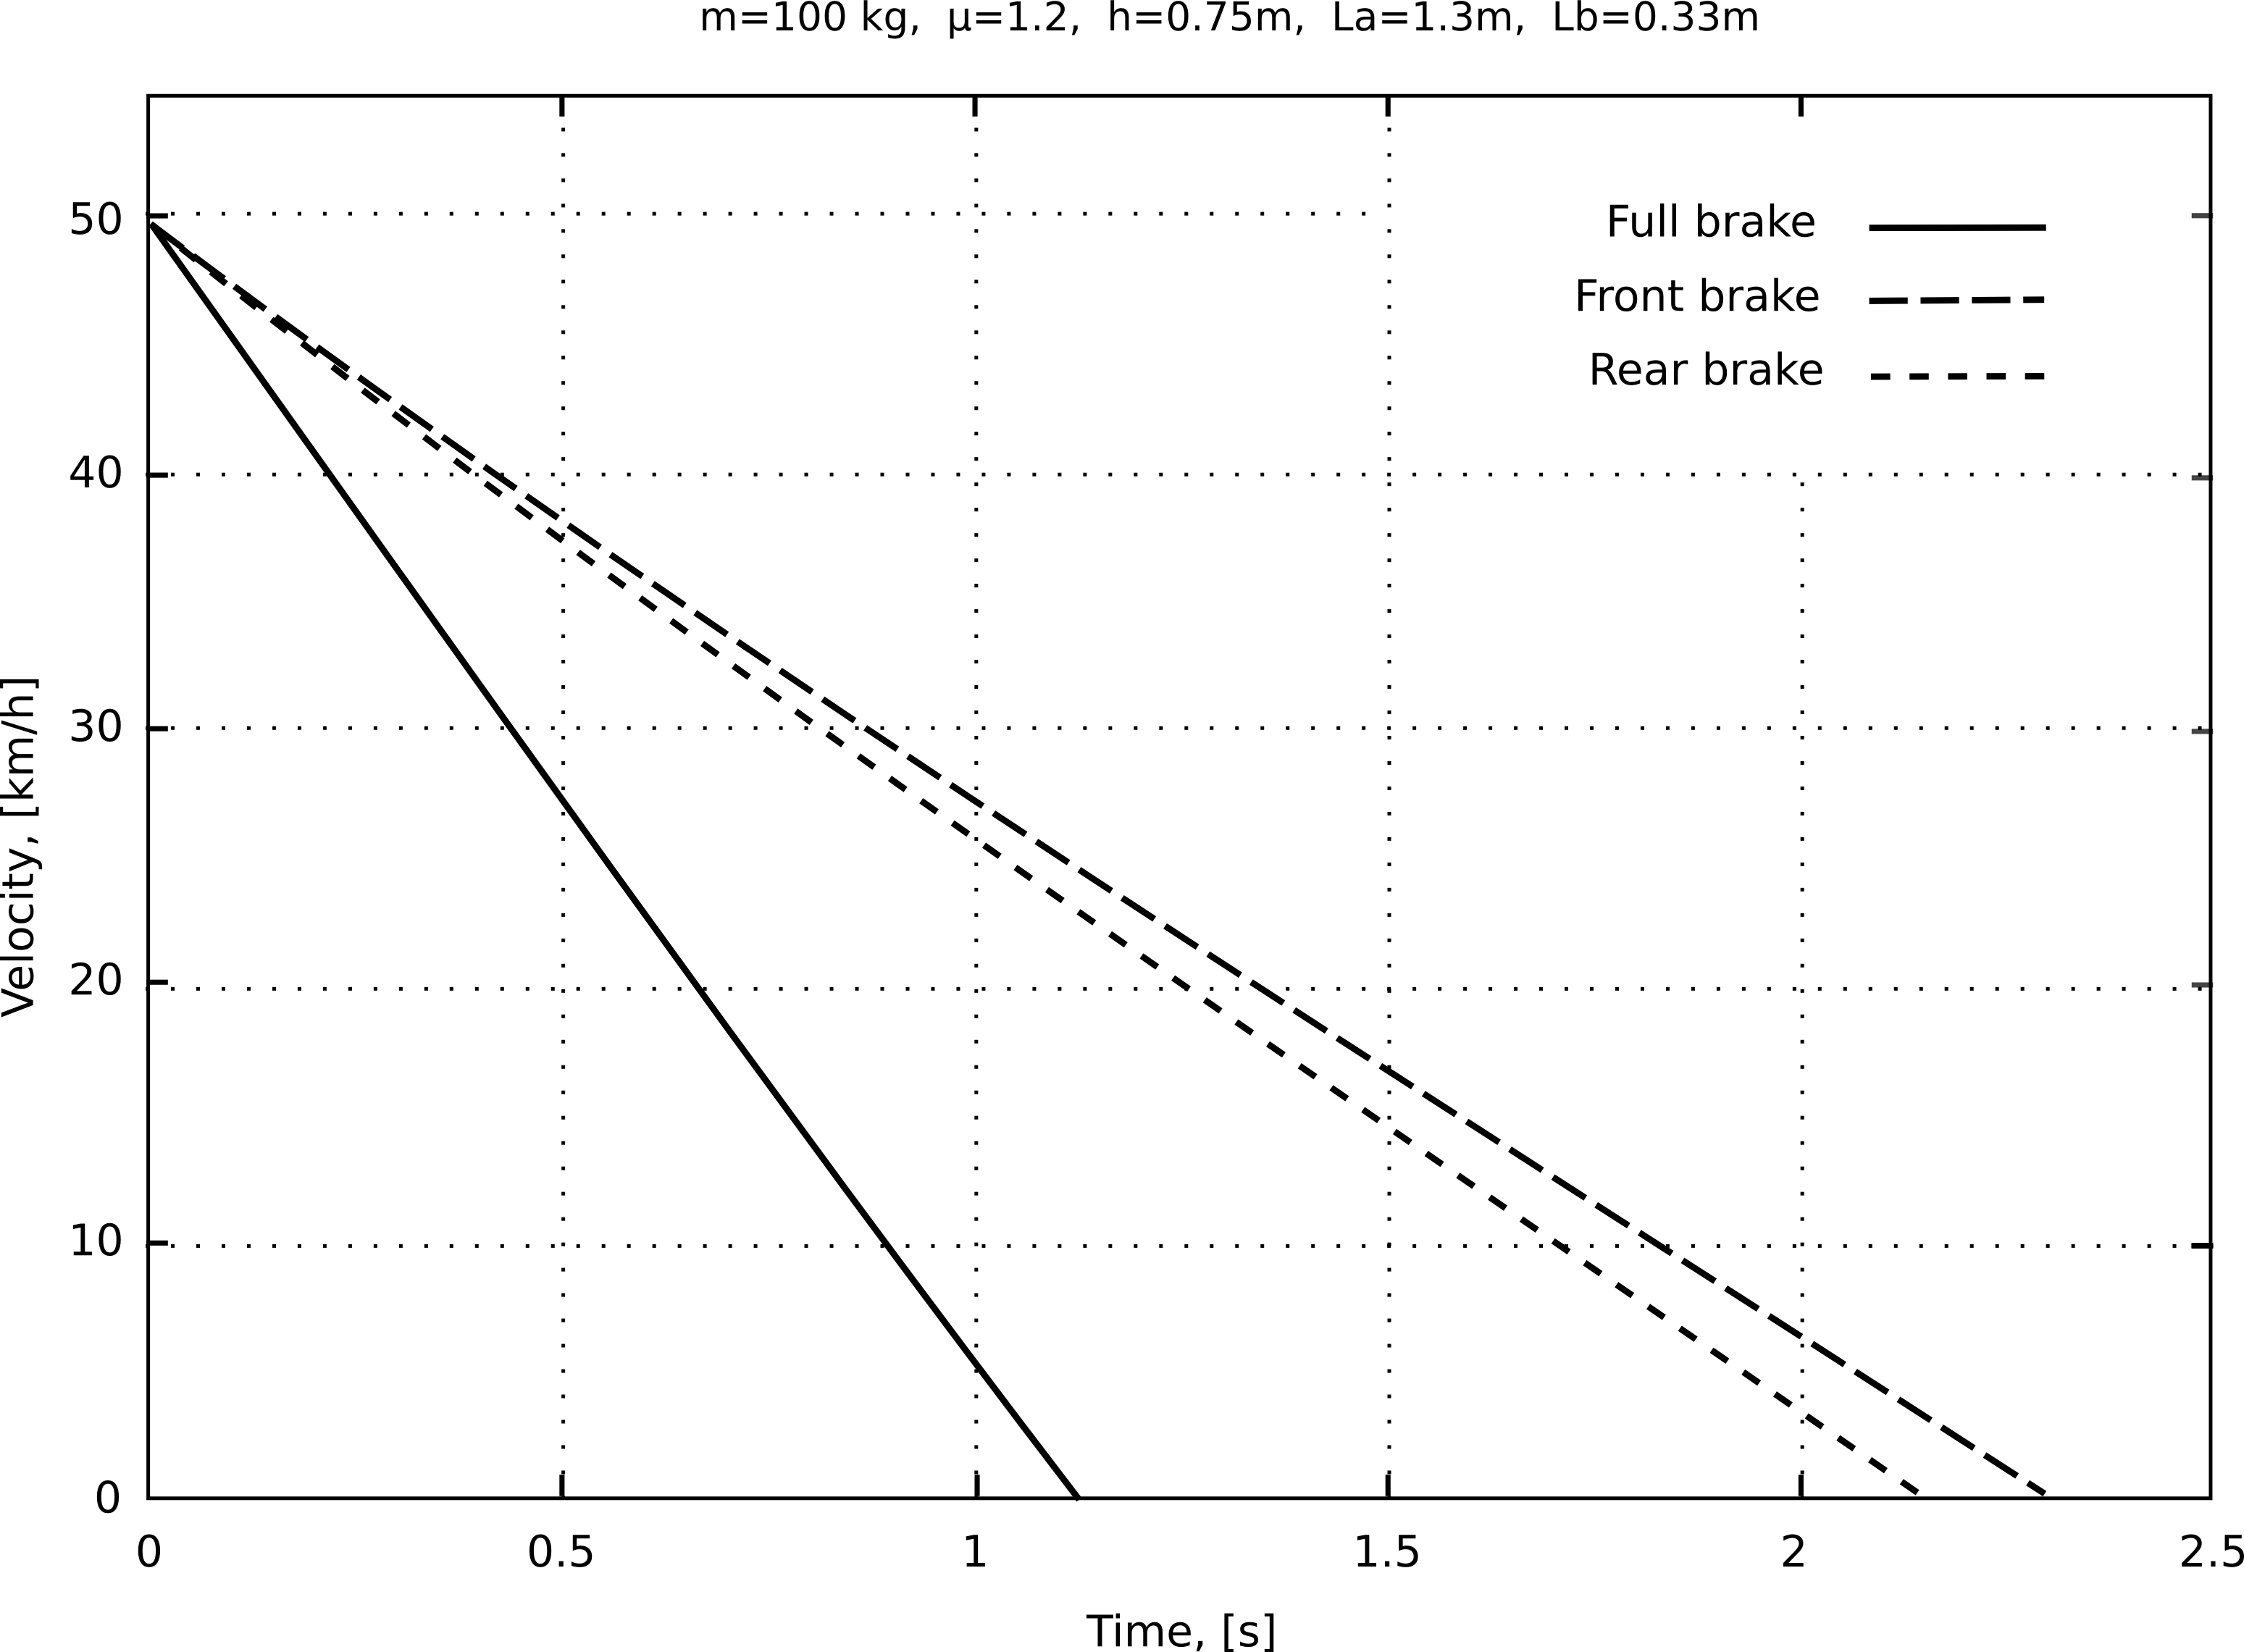 m=100 kg, µ=1.2, h=0.75m, La=1.3m, Lb=0.33m
50
40
30
20
10
0
Velocity, [km/h]
Full brake
Front brake
Rear brake
0 0.5 1 1.5 2 2.5
Time, [s]